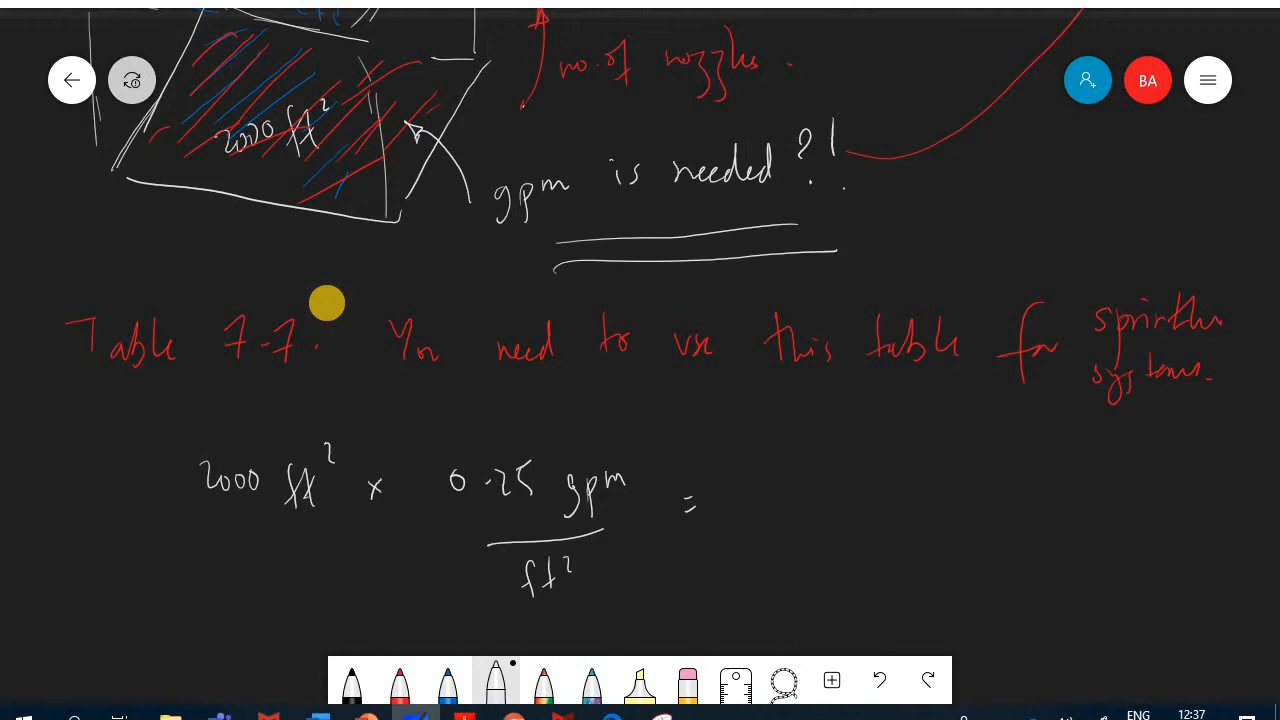 no. of nozzles.
2000 ft²
gpm is needed ?!
Table 7-7. You need to use this table for sprinkler systems.
2000 ft² x 0.25 gpm =
ft²
BA
ENG
12:37